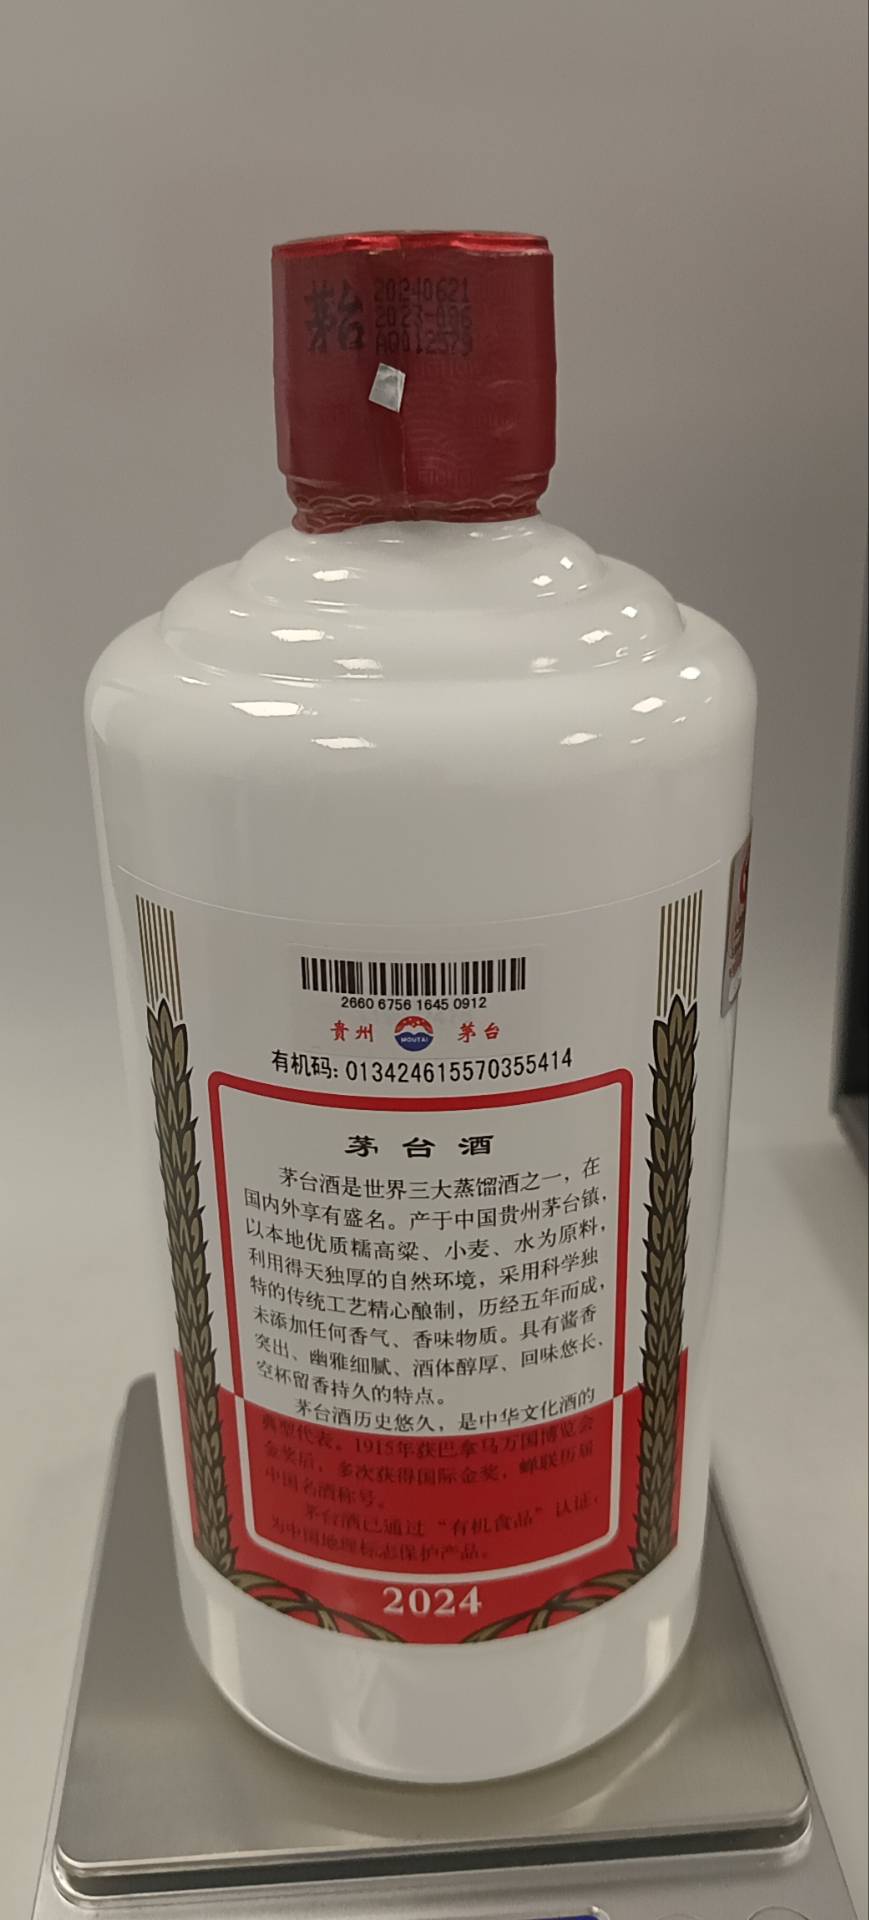 茅台
20240621
2023-096
A0012579
2660 6756 1645 0912
贵州 MOUTAI 茅台
有机码: 013424615570355414
茅台酒
茅台酒是世界三大蒸馏酒之一，在
国内外享有盛名。产于中国贵州茅台镇，
以本地优质糯高粱、小麦、水为原料，
利用得天独厚的自然环境，采用科学独
特的传统工艺精心酿制，历经五年而成，
未添加任何香气、香味物质。具有酱香
突出、幽雅细腻、酒体醇厚、回味悠长、
空杯留香持久的特点。
茅台酒历史悠久，是中华文化酒的
典型代表。1915年获巴拿马万国博览会
金奖后，多次获得国际金奖，蝉联历届
中国名酒称号。
茅台酒已通过“有机食品”认证，
为中国地理标志保护产品。
2024